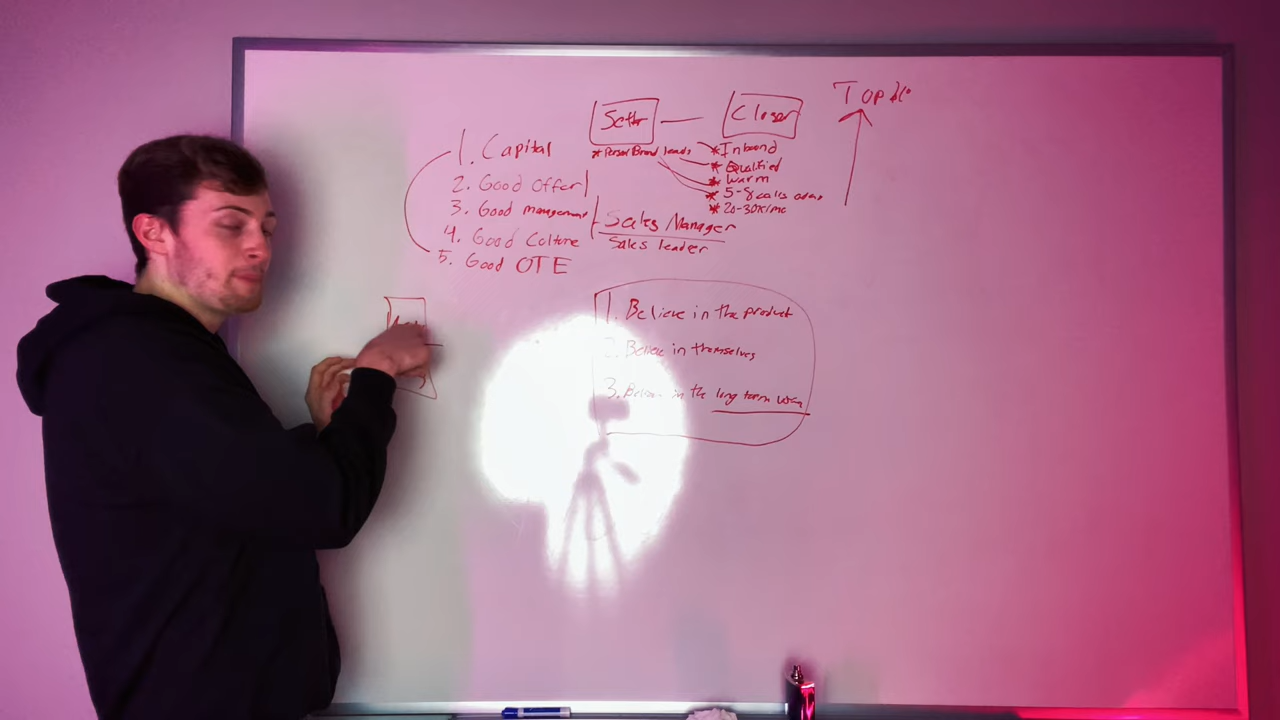 Setter
Closer
Top
* Personal Brand leads
* Inbound
* Qualified
* Warm
* 5-8 calls
* 20-30K/mo
1. Capital
2. Good Offer
3. Good management
4. Good Culture
5. Good OTE
Sales Manager
Sales leader
1. Believe in the product
2. Believe in themselves
3. Believe in the long term